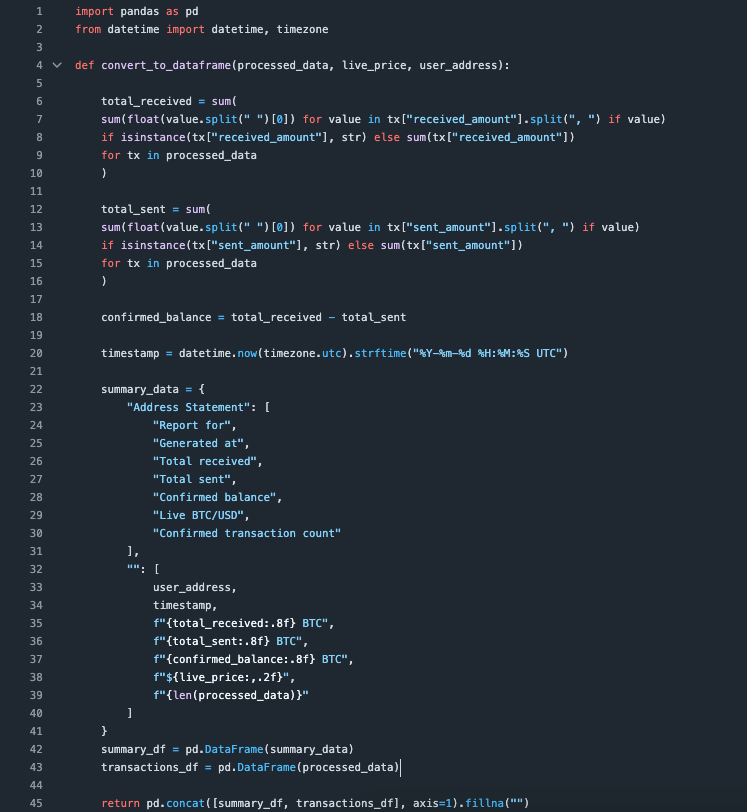 1 import pandas as pd
2 from datetime import datetime, timezone
3
4 def convert_to_dataframe(processed_data, live_price, user_address):
5
6     total_received = sum(
7     sum(float(value.split(" ")[0]) for value in tx["received_amount"].split(", ") if value)
8     if isinstance(tx["received_amount"], str) else sum(tx["received_amount"])
9     for tx in processed_data
10     )
11
12     total_sent = sum(
13     sum(float(value.split(" ")[0]) for value in tx["sent_amount"].split(", ") if value)
14     if isinstance(tx["sent_amount"], str) else sum(tx["sent_amount"])
15     for tx in processed_data
16     )
17
18     confirmed_balance = total_received - total_sent
19
20     timestamp = datetime.now(timezone.utc).strftime("%Y-%m-%d %H:%M:%S UTC")
21
22     summary_data = {
23         "Address Statement": [
24             "Report for",
25             "Generated at",
26             "Total received",
27             "Total sent",
28             "Confirmed balance",
29             "Live BTC/USD",
30             "Confirmed transaction count"
31         ],
32         "": [
33             user_address,
34             timestamp,
35             f"{total_received:.8f} BTC",
36             f"{total_sent:.8f} BTC",
37             f"{confirmed_balance:.8f} BTC",
38             f"${live_price:,.2f}",
39             f"{len(processed_data)}"
40         ]
41     }
42     summary_df = pd.DataFrame(summary_data)
43     transactions_df = pd.DataFrame(processed_data)
44
45     return pd.concat([summary_df, transactions_df], axis=1).fillna("")